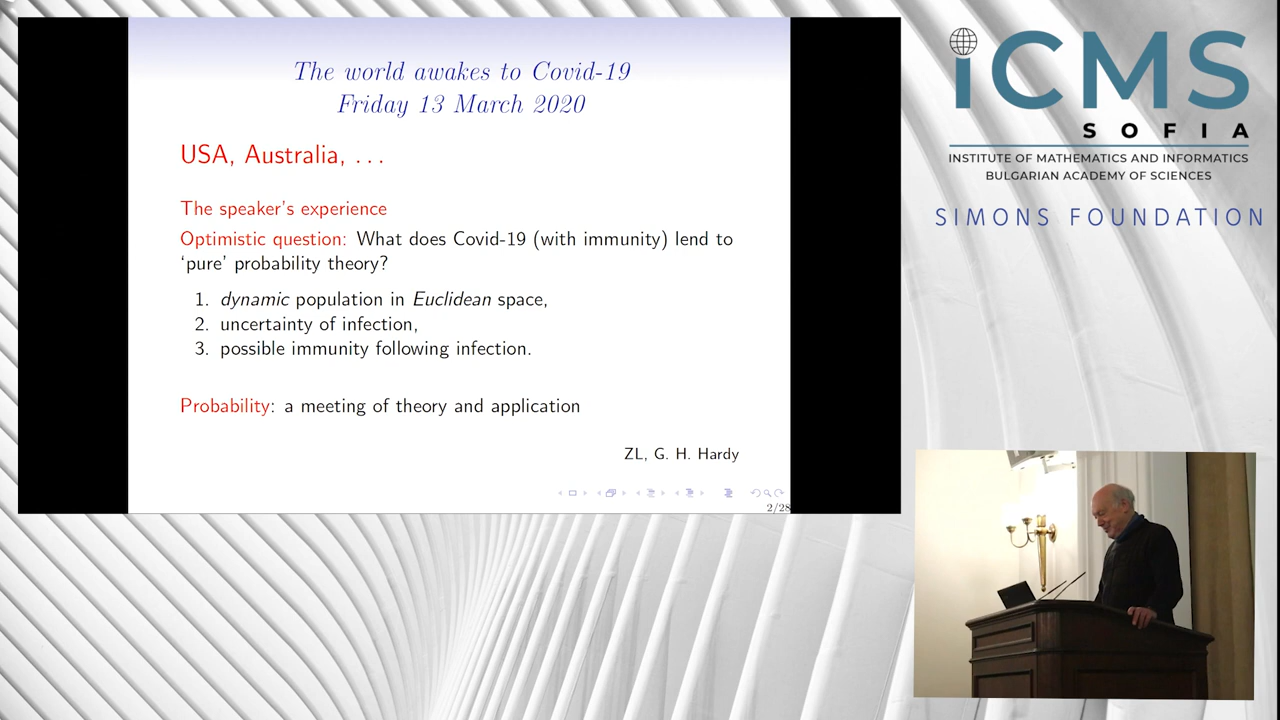 The world awakes to Covid-19
Friday 13 March 2020
USA, Australia, . . .
The speaker's experience
Optimistic question: What does Covid-19 (with immunity) lend to
‘pure’ probability theory?
1. dynamic population in Euclidean space,
2. uncertainty of infection,
3. possible immunity following infection.
Probability: a meeting of theory and application
ZL, G. H. Hardy
2/28
iCMS
SOFIA
INSTITUTE OF MATHEMATICS AND INFORMATICS
BULGARIAN ACADEMY OF SCIENCES
SIMONS FOUNDATION